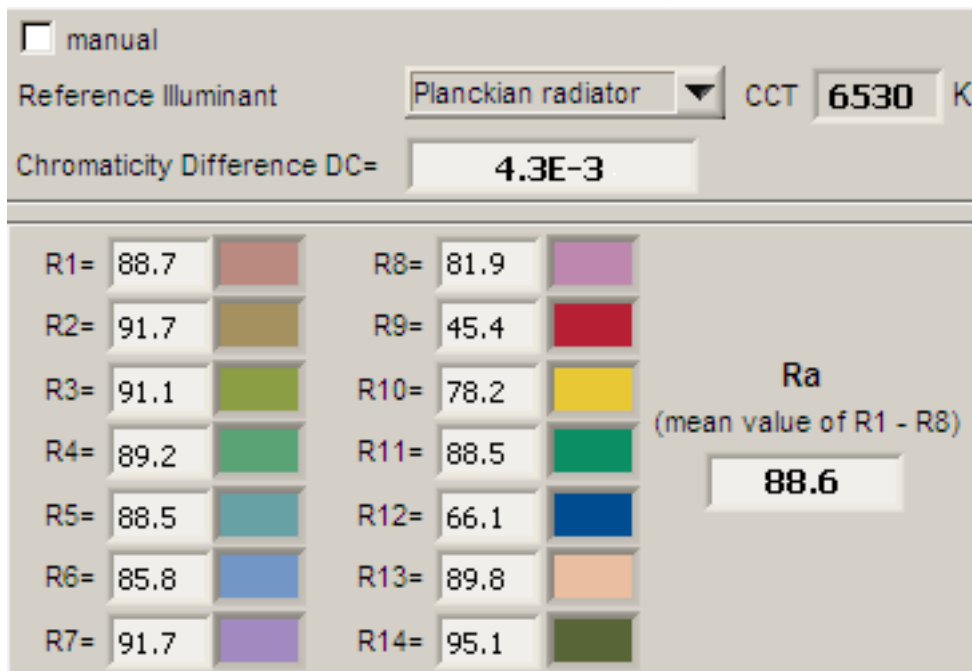 manual
Reference Illuminant Planckian radiator CCT 6530 K
Chromaticity Difference DC= 4.3E-3
R1= 88.7 R8= 81.9
R2= 91.7 R9= 45.4
R3= 91.1 R10= 78.2
R4= 89.2 R11= 88.5
R5= 88.5 R12= 66.1
R6= 85.8 R13= 89.8
R7= 91.7 R14= 95.1
Ra
(mean value of R1 - R8)
88.6